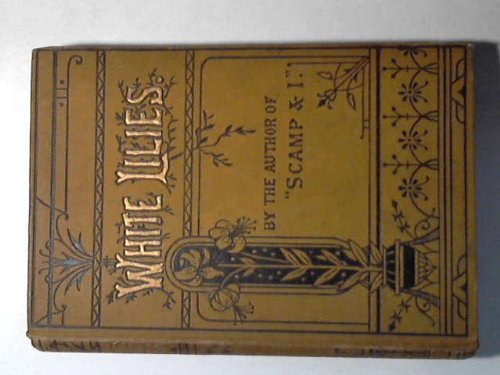 WHITE LILIES.
BY THE AUTHOR OF
"SCAMP & I."